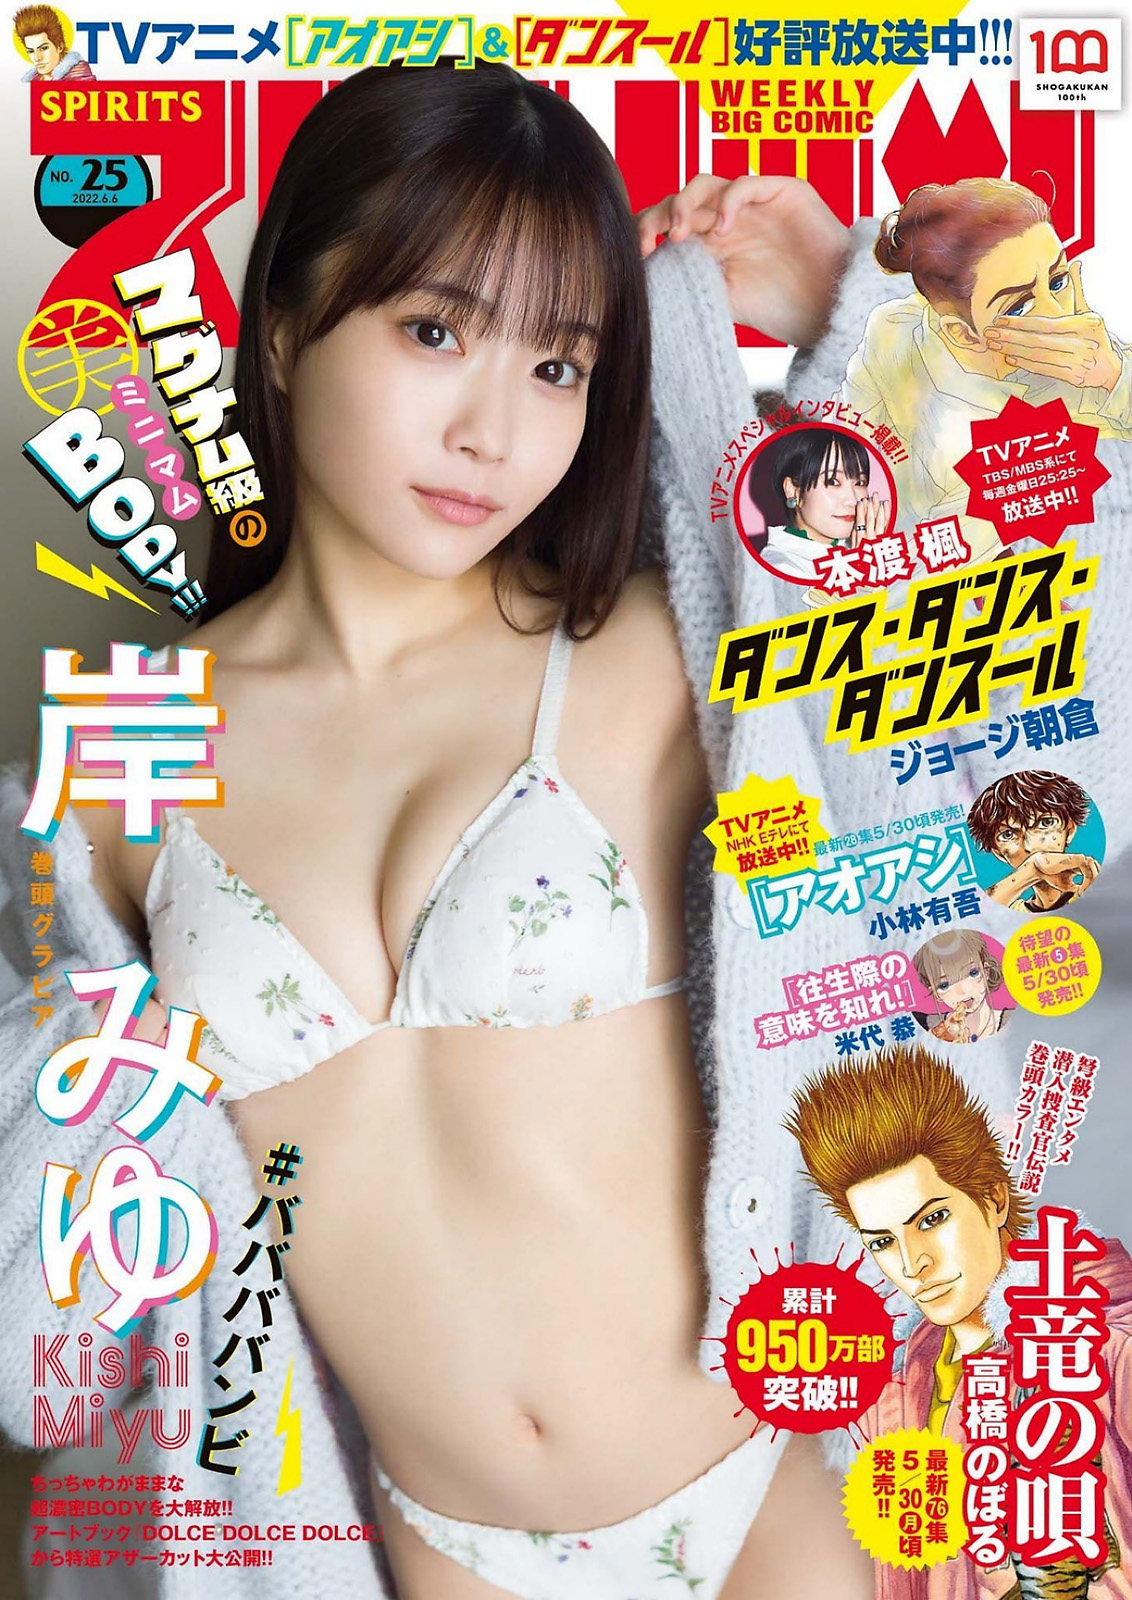 TVアニメ[アオアシ]&[ダンスール]好評放送中!!!
100
SHOGAKUKAN
100th
SPIRITS
スピリッツ
WEEKLY
BIG COMIC
NO. 25
2022.6.6
マグナム級の
美
ミニマム
BODY!!!
岸みゆ
巻頭グラビア
#ババババンビ
Kishi
Miyu
ちっちゃわがままな
超濃密BODYを大解放!!
アートブック『DOLCE DOLCE DOLCE』
から特選アザーカット大公開!!
TVアニメスペシャルインタビュー掲載!!
本渡 楓
TVアニメ
TBS/MBS系にて
毎週金曜日25:25〜
放送中!!
ダンス・ダンス・
ダンスール
ジョージ朝倉
TVアニメ
NHK Eテレにて
放送中!!
最新28集5/30頃発売!
[アオアシ]
小林有吾
[往生際の
意味を知れ!]
米代 恭
待望の
最新5集
5/30頃
発売!!
弩級エンタメ
潜入捜査官伝説
巻頭カラー!!
土竜の唄
高橋のぼる
累計
950万部
突破!!
最新76集
5/30月頃
発売!!